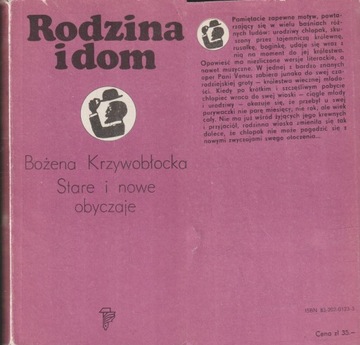 Rodzina
i dom
Bożena Krzywobłocka
Stare i nowe
obyczaje
Pamiętacie zapewne motyw, powta-
rzający się w wielu baśniach róż-
nych ludów: urodziwy chłopak, sku-
szony przez tajemniczą królewnę,
rusałkę, boginkę, udaje się wraz z
nią na moment do jej królestwa.
Opowieść ma niezliczone wersje literackie, a
nawet muzyczne. W jednej z bardzo znanych
oper Pani Venus zabiera junaka do swej cza-
rodziejskiej groty – królestwa wiecznej młodo-
ści. Kiedy po krótkim i szczęśliwym pobycie
chłopiec wraca do swej wioski – ciągle młody
i urodziwy – okazuje się, że przebył u swej
porywaczki nie parę miesięcy, nie rok, ale wiek
cały. Nie ma już wśród żyjących jego krewnych
i przyjaciół, rodzinna wioska zmieniła się tak
dalece, że chłopak nie może pogodzić się z
nowymi zwyczajami swego otoczenia...
ISBN
Cena zł 35.—